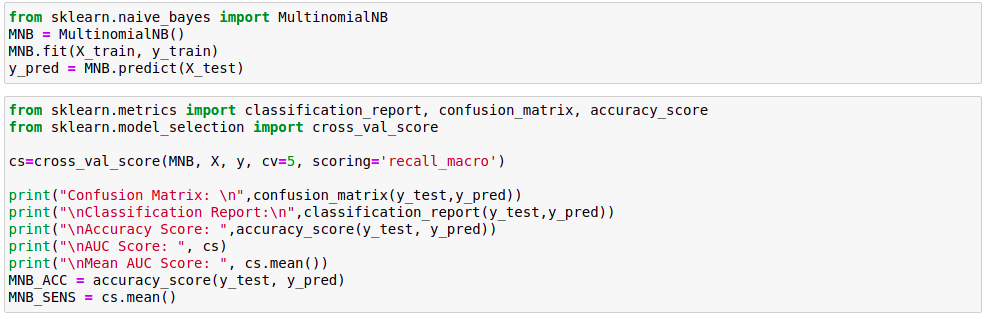 from sklearn.naive_bayes import MultinomialNB
MNB = MultinomialNB()
MNB.fit(X_train, y_train)
y_pred = MNB.predict(X_test)
from sklearn.metrics import classification_report, confusion_matrix, accuracy_score
from sklearn.model_selection import cross_val_score
cs=cross_val_score(MNB, X, y, cv=5, scoring='recall_macro')
print("Confusion Matrix: \n",confusion_matrix(y_test,y_pred))
print("\nClassification Report:\n",classification_report(y_test,y_pred))
print("\nAccuracy Score: ",accuracy_score(y_test, y_pred))
print("\nAUC Score: ", cs)
print("\nMean AUC Score: ", cs.mean())
MNB_ACC = accuracy_score(y_test, y_pred)
MNB_SENS = cs.mean()